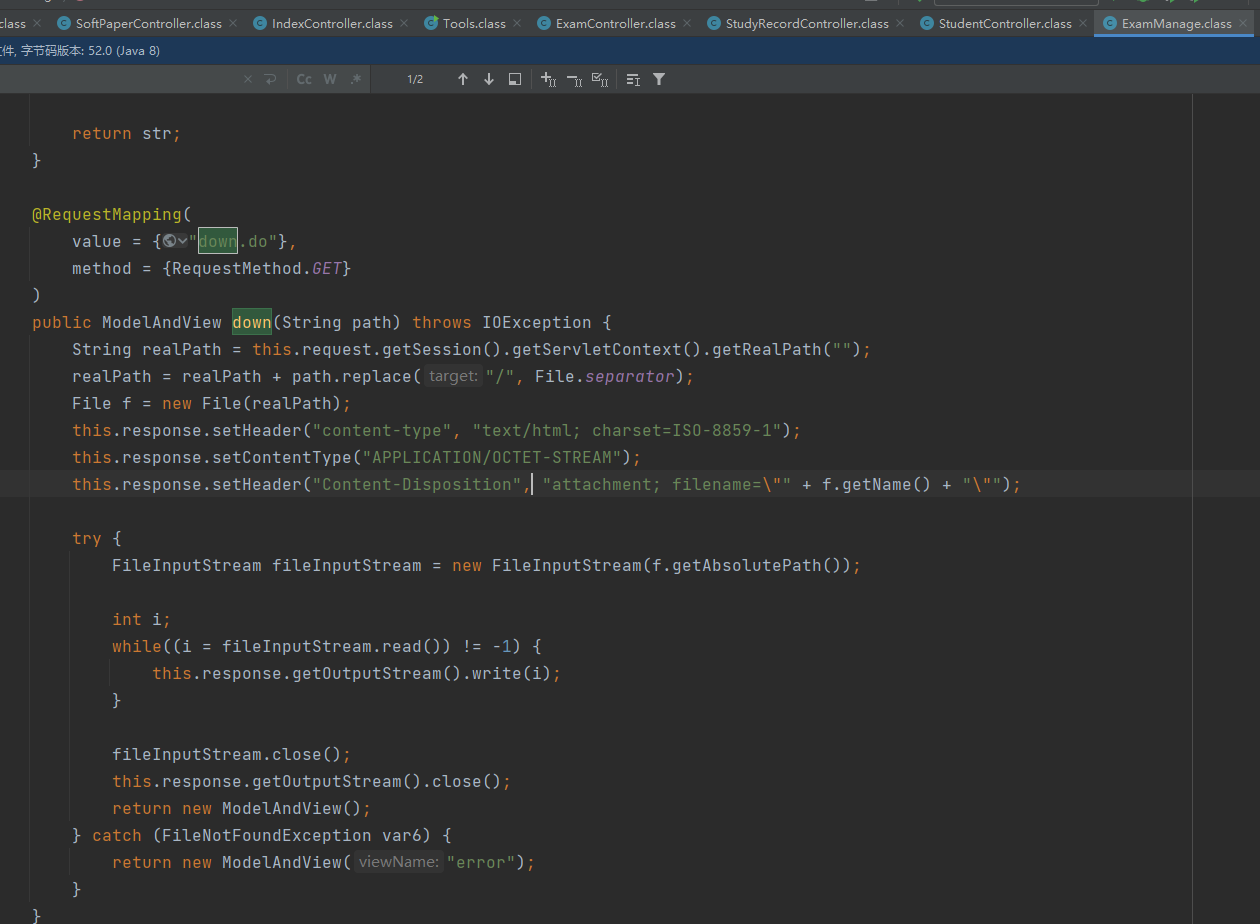 class SoftPaperController.class IndexController.class Tools.class ExamController.class StudyRecordController.class StudentController.class ExamManage.class
件, 字节码版本: 52.0 (Java 8)
Cc W .* 1/2
return str;
}
@RequestMapping(
value = {"down.do"},
method = {RequestMethod.GET}
)
public ModelAndView down(String path) throws IOException {
String realPath = this.request.getSession().getServletContext().getRealPath("");
realPath = realPath + path.replace( target: "/", File.separator);
File f = new File(realPath);
this.response.setHeader("content-type", "text/html; charset=ISO-8859-1");
this.response.setContentType("APPLICATION/OCTET-STREAM");
this.response.setHeader("Content-Disposition", "attachment; filename=\"" + f.getName() + "\"");
try {
FileInputStream fileInputStream = new FileInputStream(f.getAbsolutePath());
int i;
while((i = fileInputStream.read()) != -1) {
this.response.getOutputStream().write(i);
}
fileInputStream.close();
this.response.getOutputStream().close();
return new ModelAndView();
} catch (FileNotFoundException var6) {
return new ModelAndView( viewName: "error");
}
}